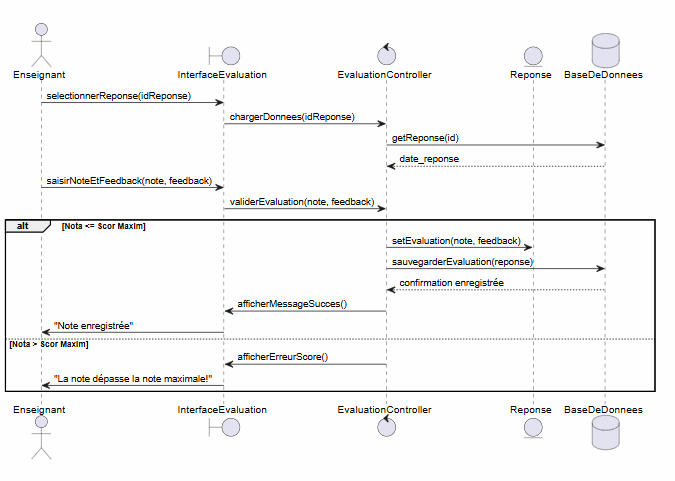 Enseignant InterfaceEvaluation EvaluationController Reponse BaseDeDonnees
selectionnerReponse(idReponse)
chargerDonnees(idReponse)
getReponse(id)
date_reponse
saisirNoteEtFeedback(note, feedback)
validerEvaluation(note, feedback)
alt [Nota <= $cor Maxim]
setEvaluation(note, feedback)
sauvegarderEvaluation(reponse)
confirmation enregistrée
afficherMessageSucces()
"Note enregistrée"
[Nota > $cor Maxim]
afficherErreurScore()
"La note dépasse la note maximale!"
Enseignant InterfaceEvaluation EvaluationController Reponse BaseDeDonnees